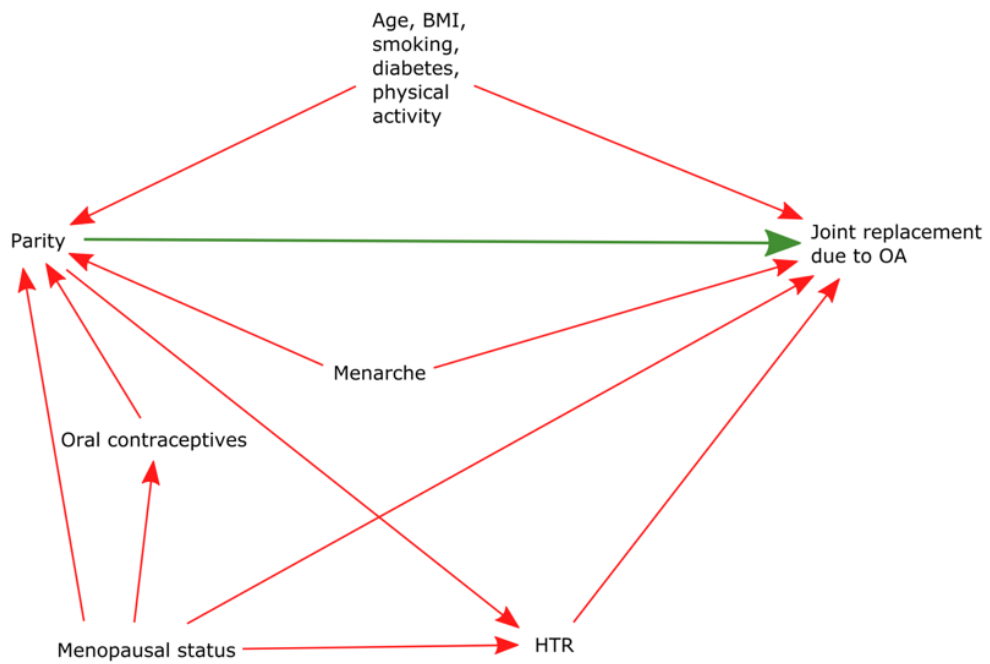 Age, BMI,
smoking,
diabetes,
physical
activity
Parity
Joint replacement
due to OA
Menarche
Oral contraceptives
Menopausal status
HTR